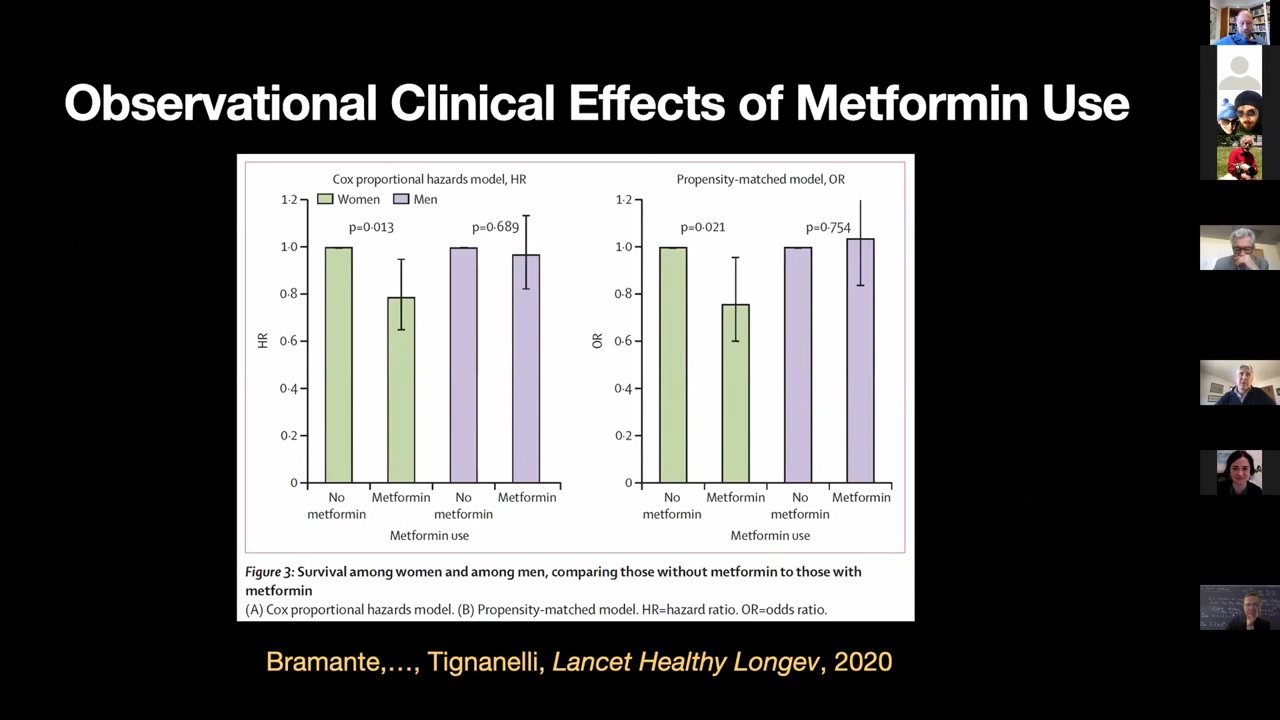 Observational Clinical Effects of Metformin Use
Cox proportional hazards model, HR
Women Men
p=0·013
p=0·689
1·2
1·0
0·8
0·6
0·4
0·2
0
HR
No metformin
Metformin
No metformin
Metformin
Metformin use
Propensity-matched model, OR
p=0·021
p=0·754
1·2
1·0
0·8
0·6
0·4
0·2
0
OR
No metformin
Metformin
No metformin
Metformin
Metformin use
Figure 3: Survival among women and among men, comparing those without metformin to those with
metformin
(A) Cox proportional hazards model. (B) Propensity-matched model. HR=hazard ratio. OR=odds ratio.
Bramante,…, Tignanelli, Lancet Healthy Longev, 2020